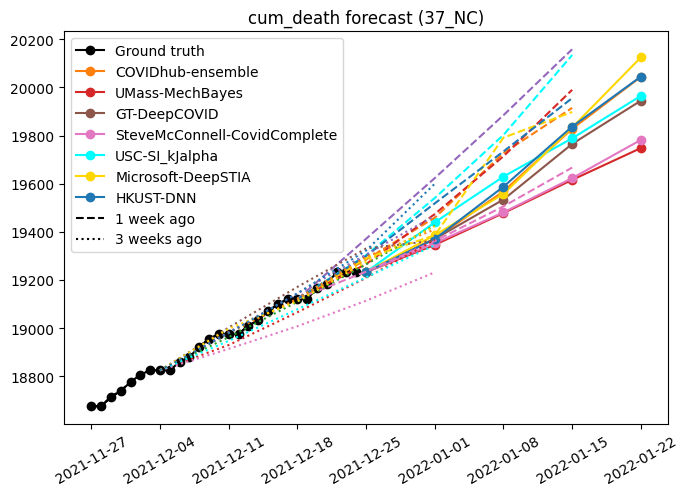 cum_death forecast (37_NC)
Ground truth
COVIDhub-ensemble
UMass-MechBayes
GT-DeepCOVID
SteveMcConnell-CovidComplete
USC-SI_kJalpha
Microsoft-DeepSTIA
HKUST-DNN
1 week ago
3 weeks ago
20200
20000
19800
19600
19400
19200
19000
18800
2021-11-27
2021-12-04
2021-12-11
2021-12-18
2021-12-25
2022-01-01
2022-01-08
2022-01-15
2022-01-22